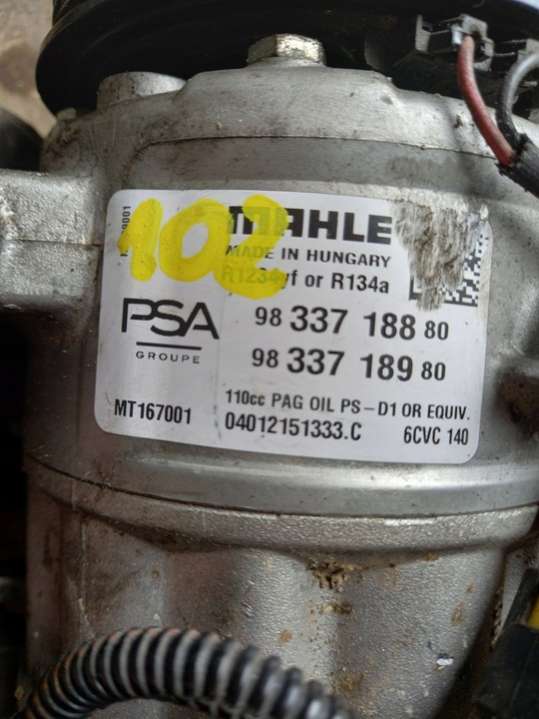 103
MAHLE
MADE IN HUNGARY
R1234yf or R134a
PSA
GROUPE
98 337 188 80
98 337 189 80
110cc PAG OIL PS-D1 OR EQUIV.
MT167001 04012151333.C 6CVC 140